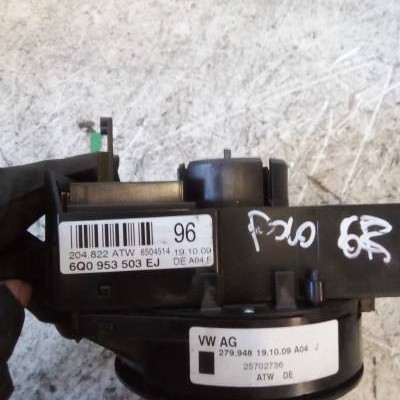 204.822 ATW 6504514 96 19.10.09
6Q0 953 503 EJ DE A04.E
Polo
VW AG
279.948 19.10.09 A04 J
25702736
ATW DE